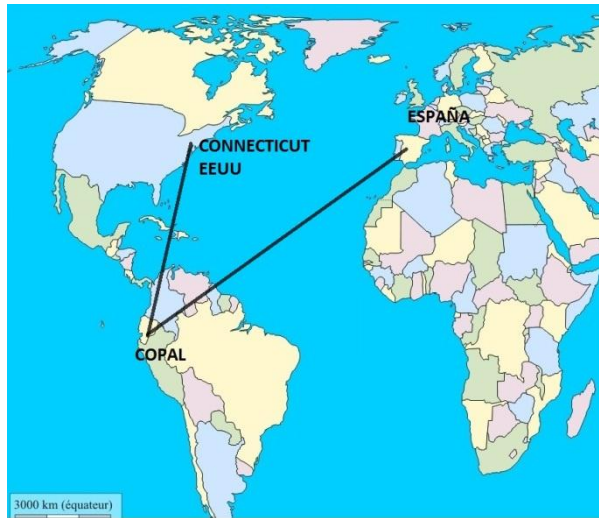 ESPAÑA
CONNECTICUT
EEUU
COPAL
3000 km (équateur)